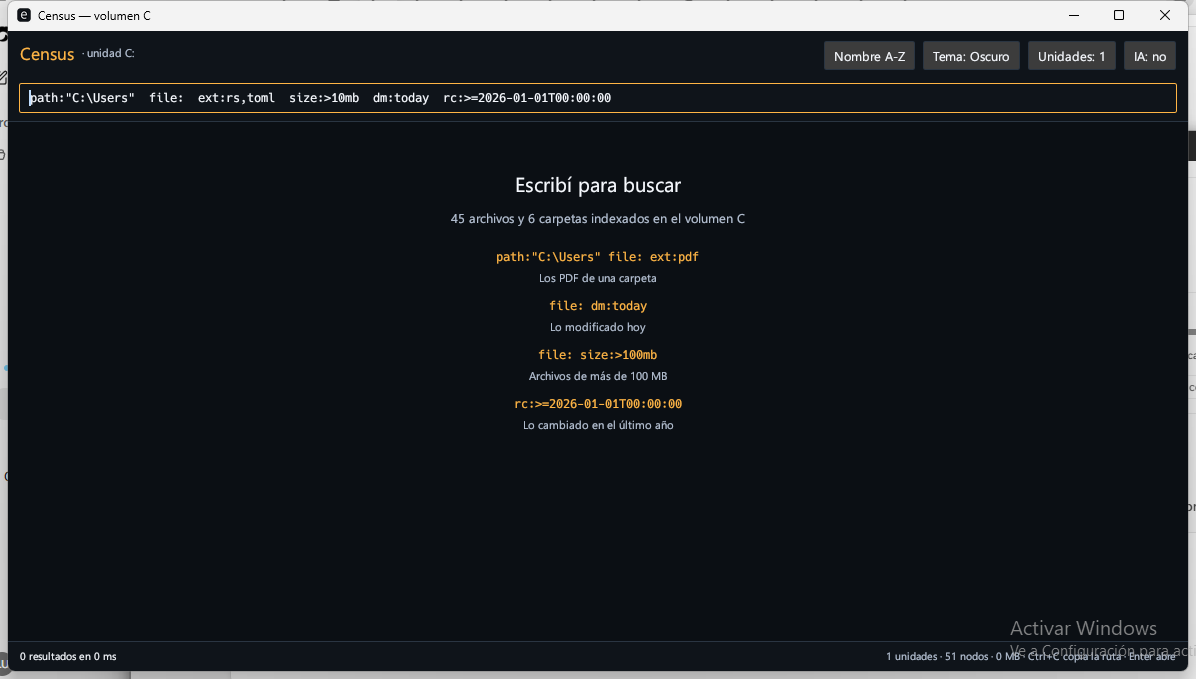 Census — volumen C
Census · unidad C:
Nombre A-Z
Tema: Oscuro
Unidades: 1
IA: no
path:"C:\Users" file: ext:rs,toml size:>10mb dm:today rc:>=2026-01-01T00:00:00
Escribí para buscar
45 archivos y 6 carpetas indexados en el volumen C
path:"C:\Users" file: ext:pdf
Los PDF de una carpeta
file: dm:today
Lo modificado hoy
file: size:>100mb
Archivos de más de 100 MB
rc:>=2026-01-01T00:00:00
Lo cambiado en el último año
Activar Windows
Ve a Configuración para
0 resultados en 0 ms
1 unidades · 51 nodos · 0 MB · Ctrl+C copia la ruta · Enter abre